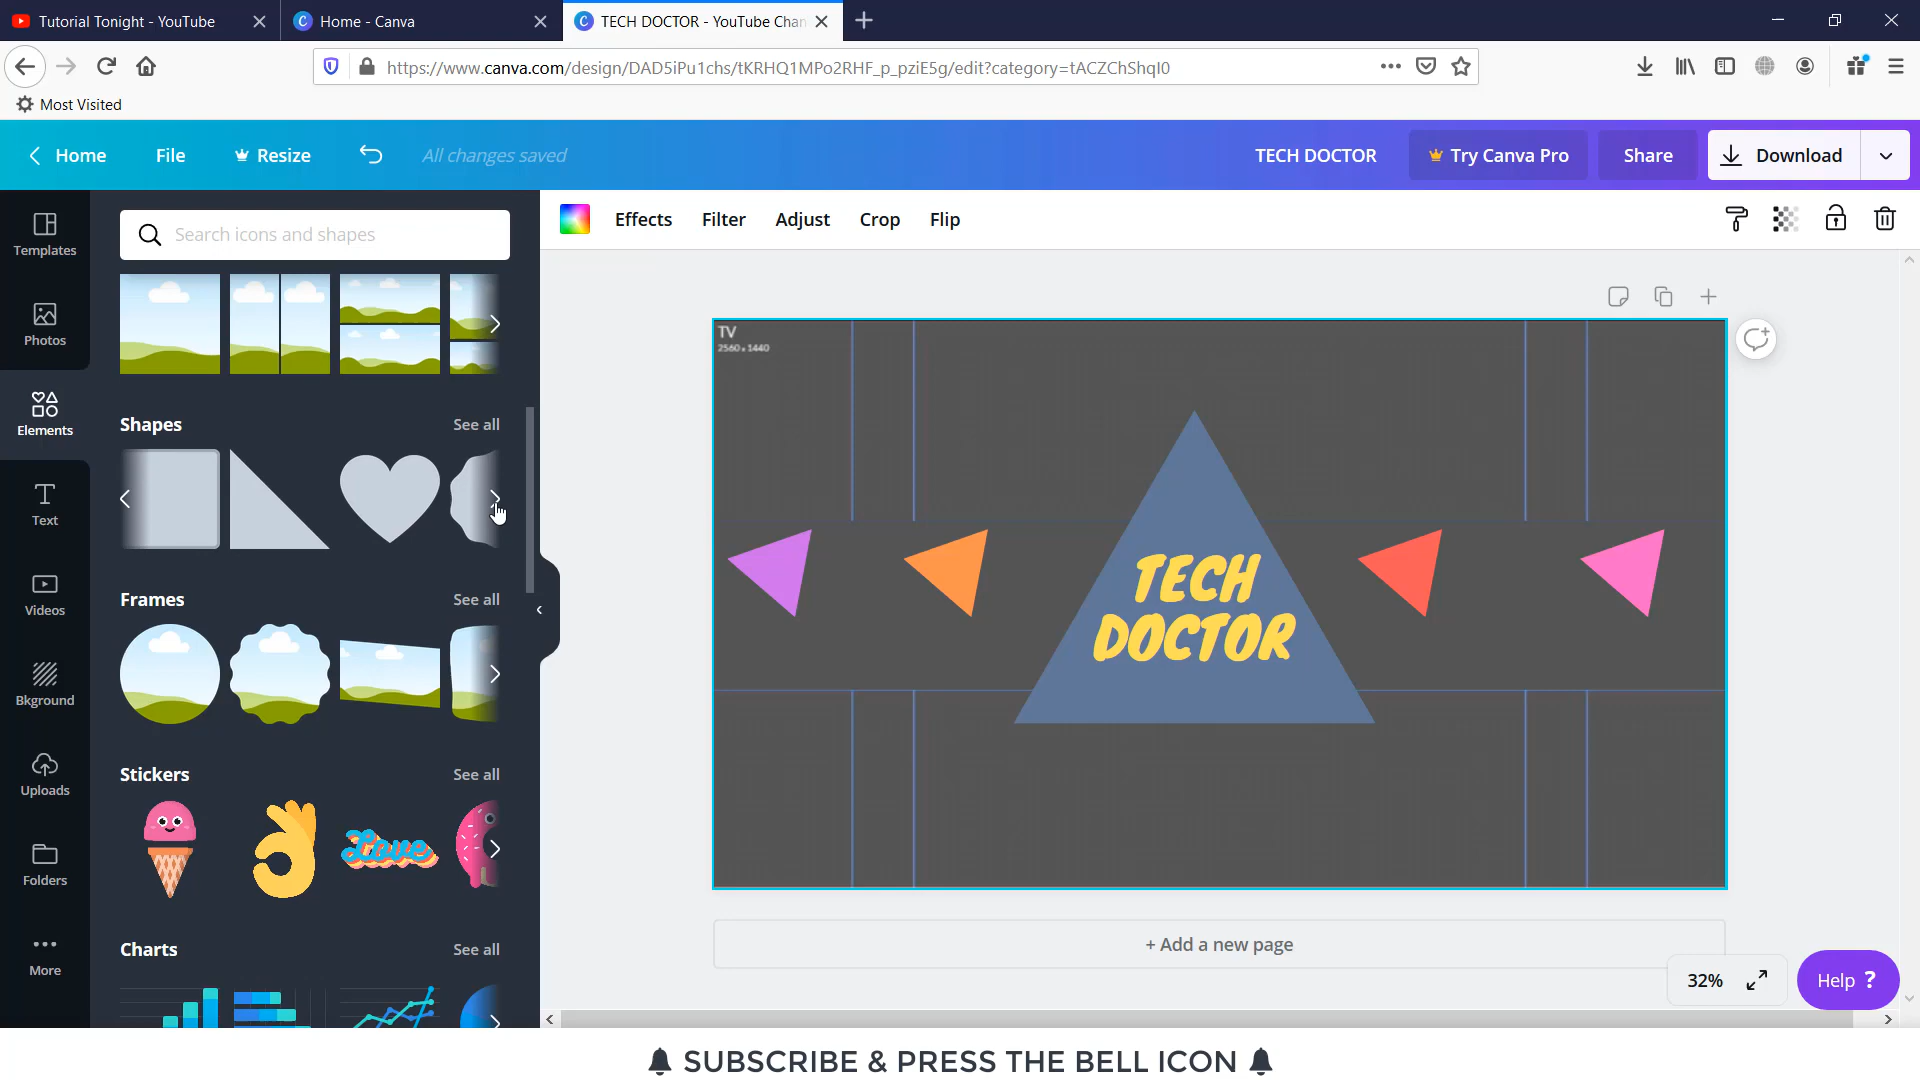 Tutorial Tonight - YouTube
Home - Canva
TECH DOCTOR - YouTube Chan
https://www.canva.com/design/DAD5iPu1chs/tKRHQ1MPo2RHF_p_pziE5g/edit?category=tACZChShqI0
Most Visited
Home
File
Resize
All changes saved
TECH DOCTOR
Try Canva Pro
Share
Download
Templates
Photos
Elements
Text
Videos
Bkground
Uploads
Folders
More
Search icons and shapes
Shapes
See all
Frames
See all
Stickers
See all
Love
Charts
See all
Effects
Filter
Adjust
Crop
Flip
TV
2560 x 1440
TECH
DOCTOR
+ Add a new page
32%
Help ?
SUBSCRIBE & PRESS THE BELL ICON